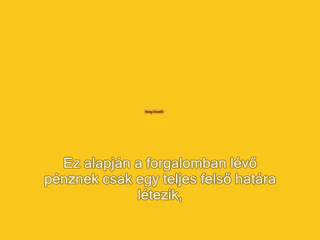 Ez alapján a forgalomban lévő
pénznek csak egy teljes felső határa
létezik,